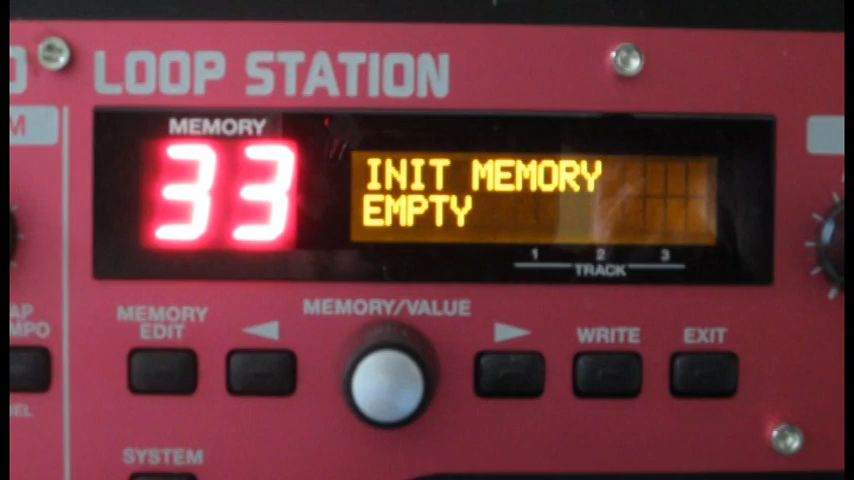 LOOP STATION
MEMORY
33
INIT MEMORY
EMPTY
1 2 3
TRACK
MEMORY/VALUE
MEMORY
EDIT
WRITE
EXIT
SYSTEM